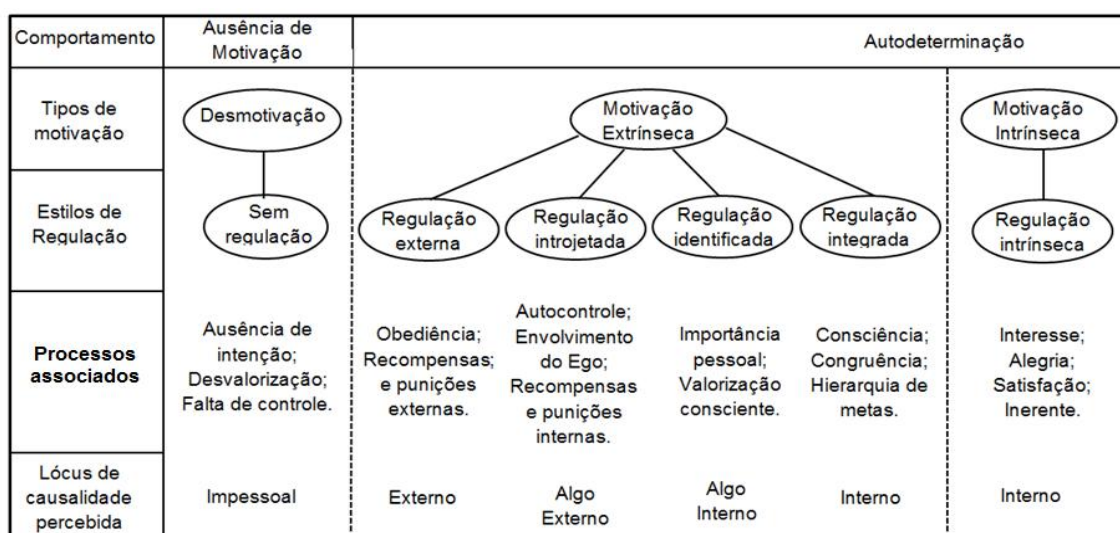 Comportamento
Ausência de
Motivação
Autodeterminação
Tipos de
motivação
Desmotivação
Motivação
Extrínseca
Motivação
Intrínseca
Estilos de
Regulação
Sem
regulação
Regulação
externa
Regulação
introjetada
Regulação
identificada
Regulação
integrada
Regulação
intrínseca
Processos
associados
Ausência de
intenção;
Desvalorização;
Falta de controle.
Obediência;
Recompensas;
e punições
externas.
Autocontrole;
Envolvimento
do Ego;
Recompensas
e punições
internas.
Importância
pessoal;
Valorização
consciente.
Consciência;
Congruência;
Hierarquia de
metas.
Interesse;
Alegria;
Satisfação;
Inerente.
Lócus de
causalidade
percebida
Impessoal
Externo
Algo
Externo
Algo
Interno
Interno
Interno